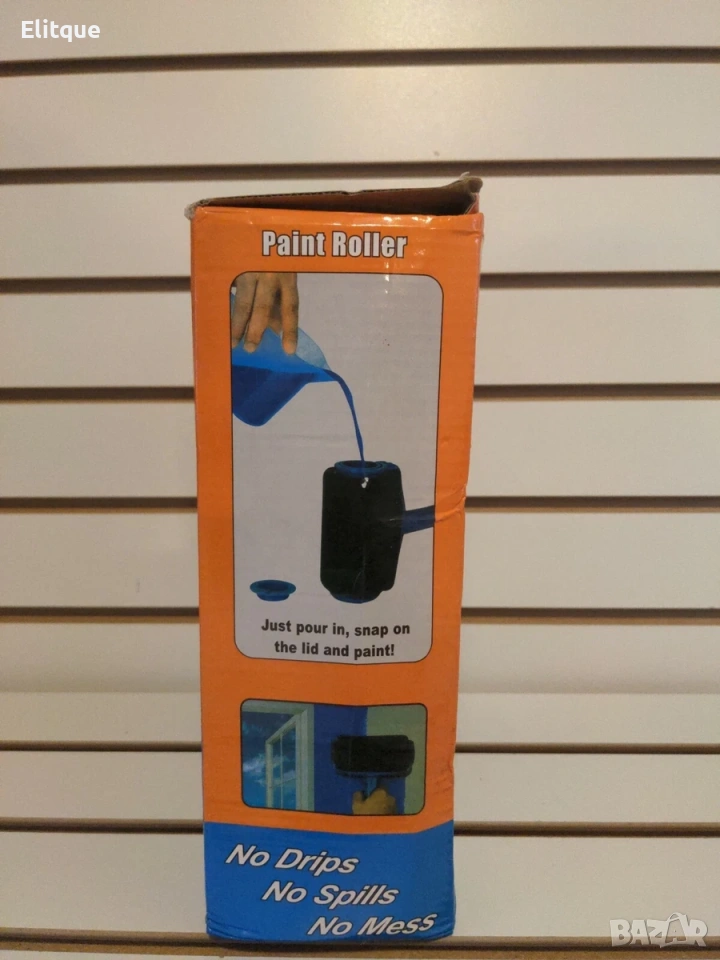 Elitque
Paint Roller
Just pour in, snap on
the lid and paint!
No Drips
No Spills
No Mess
BAZAR